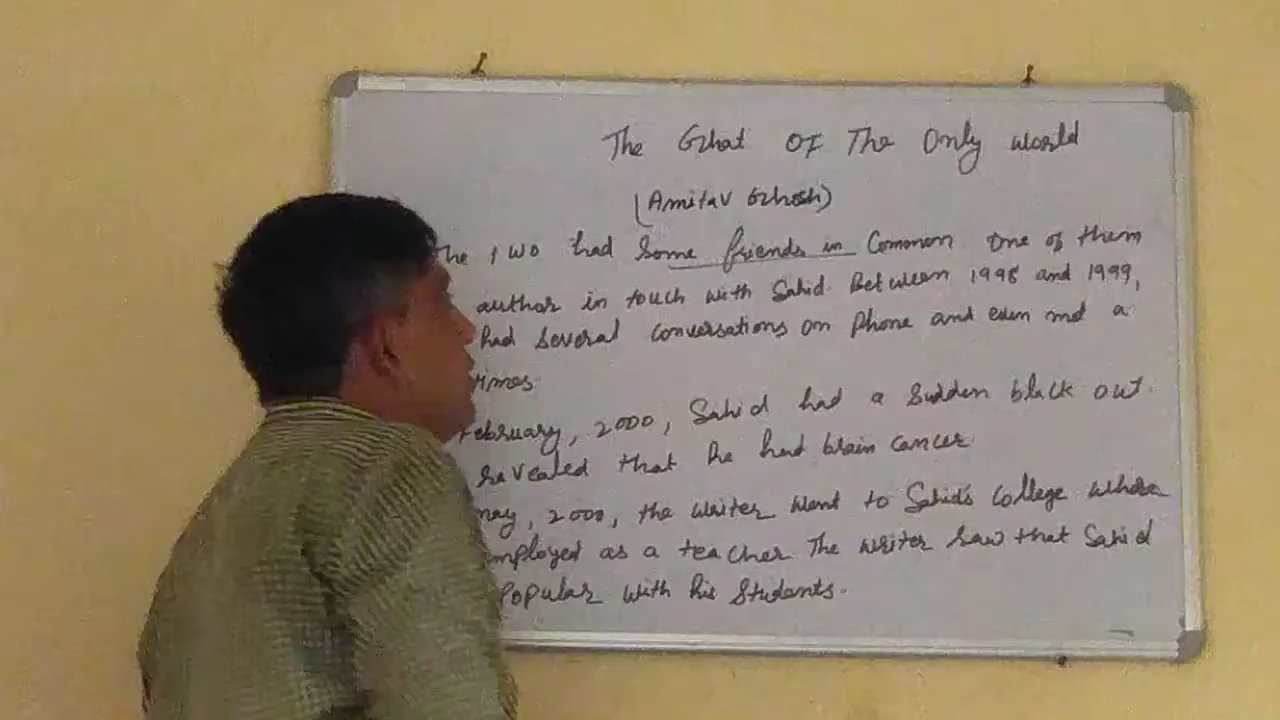 The Ghat OF The Only World
(Amitav Ghosh)
The two had some friends in Common. One of them
author in touch with Sahid. Between 1998 and 1999,
had several conversations on phone and even met a
times.
February, 2000, Sahid had a sudden black out.
revealed that he had brain cancer.
may, 2000, the writer went to Sahid's College where
employed as a teacher. The writer saw that Sahid
Popular with his students.